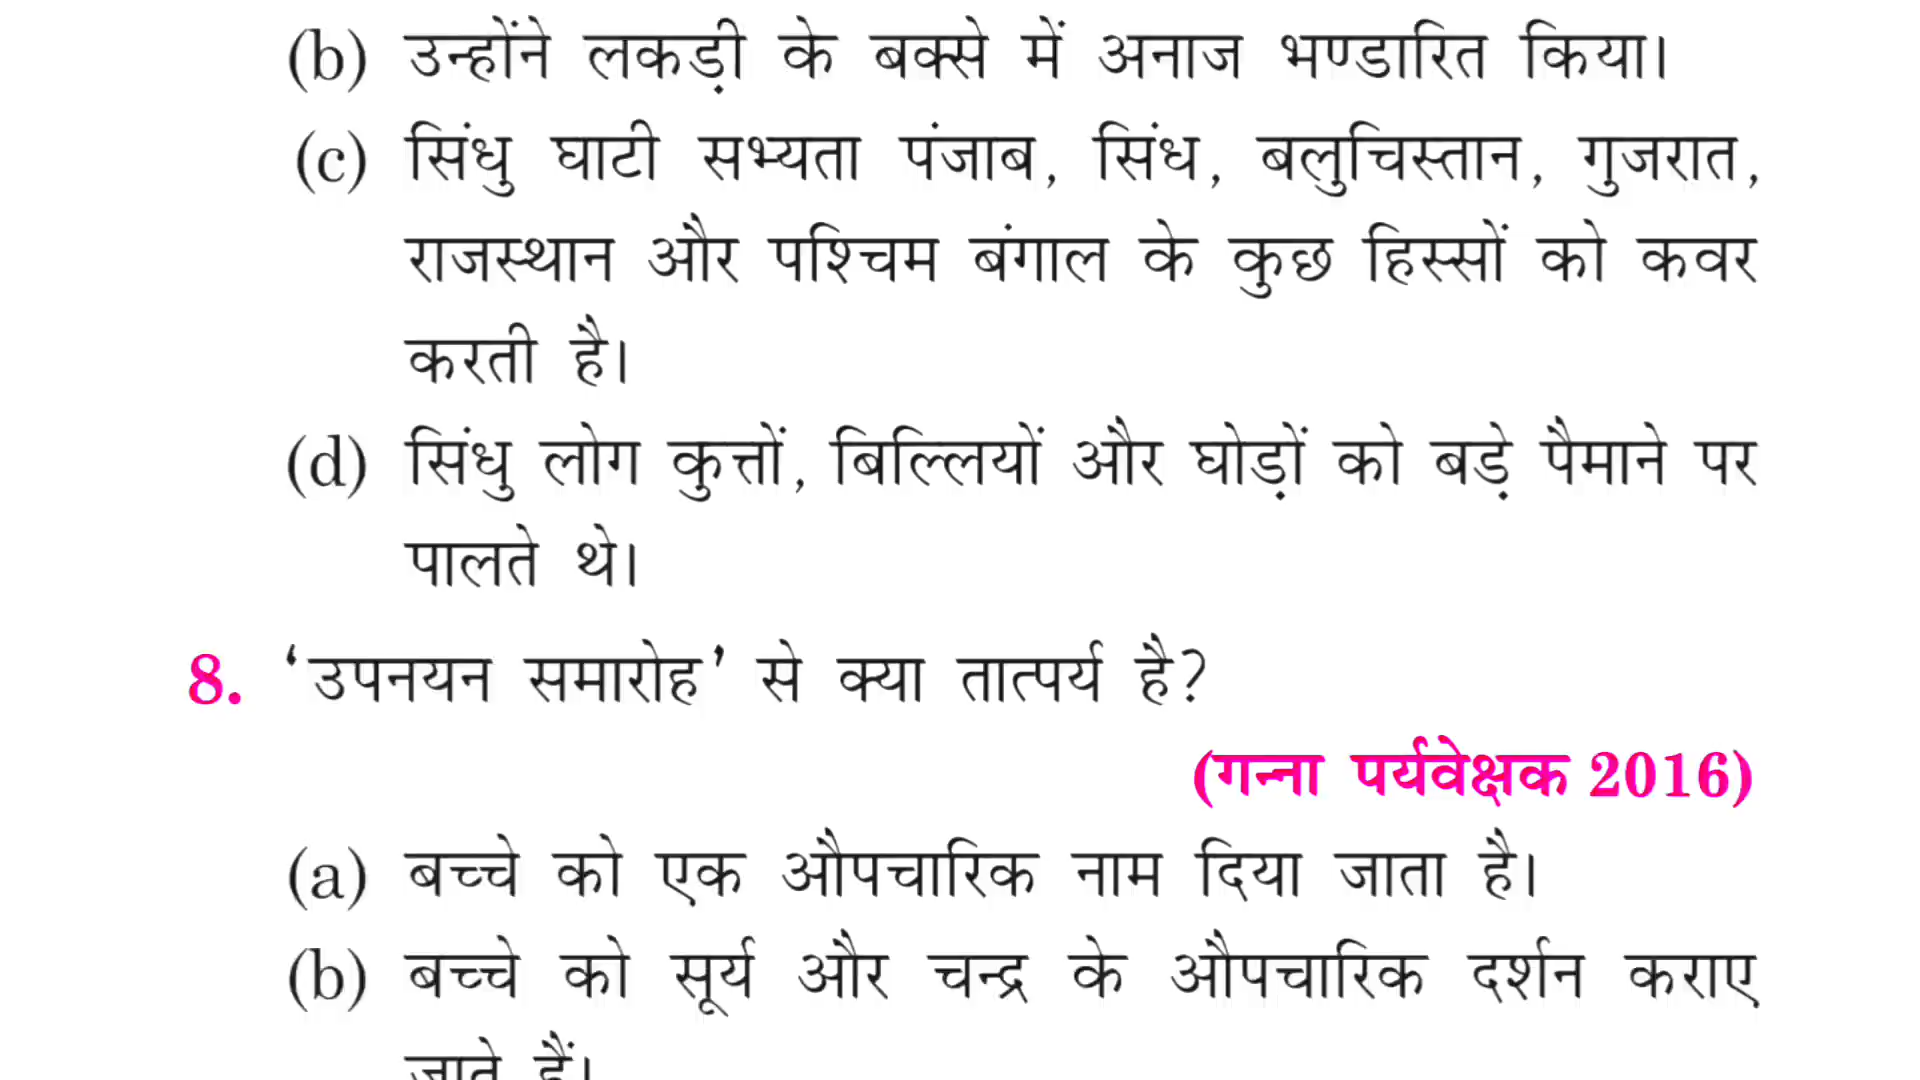 (b) उन्होंने लकड़ी के बक्से में अनाज भण्डारित किया।
(c) सिंधु घाटी सभ्यता पंजाब, सिंध, बलुचिस्तान, गुजरात,
राजस्थान और पश्चिम बंगाल के कुछ हिस्सों को कवर
करती है।
(d) सिंधु लोग कुत्तों, बिल्लियों और घोड़ों को बड़े पैमाने पर
पालते थे।
8. ‘उपनयन समारोह’ से क्या तात्पर्य है?
(गन्ना पर्यवेक्षक 2016)
(a) बच्चे को एक औपचारिक नाम दिया जाता है।
(b) बच्चे को सूर्य और चन्द्र के औपचारिक दर्शन कराए
जाते हैं।